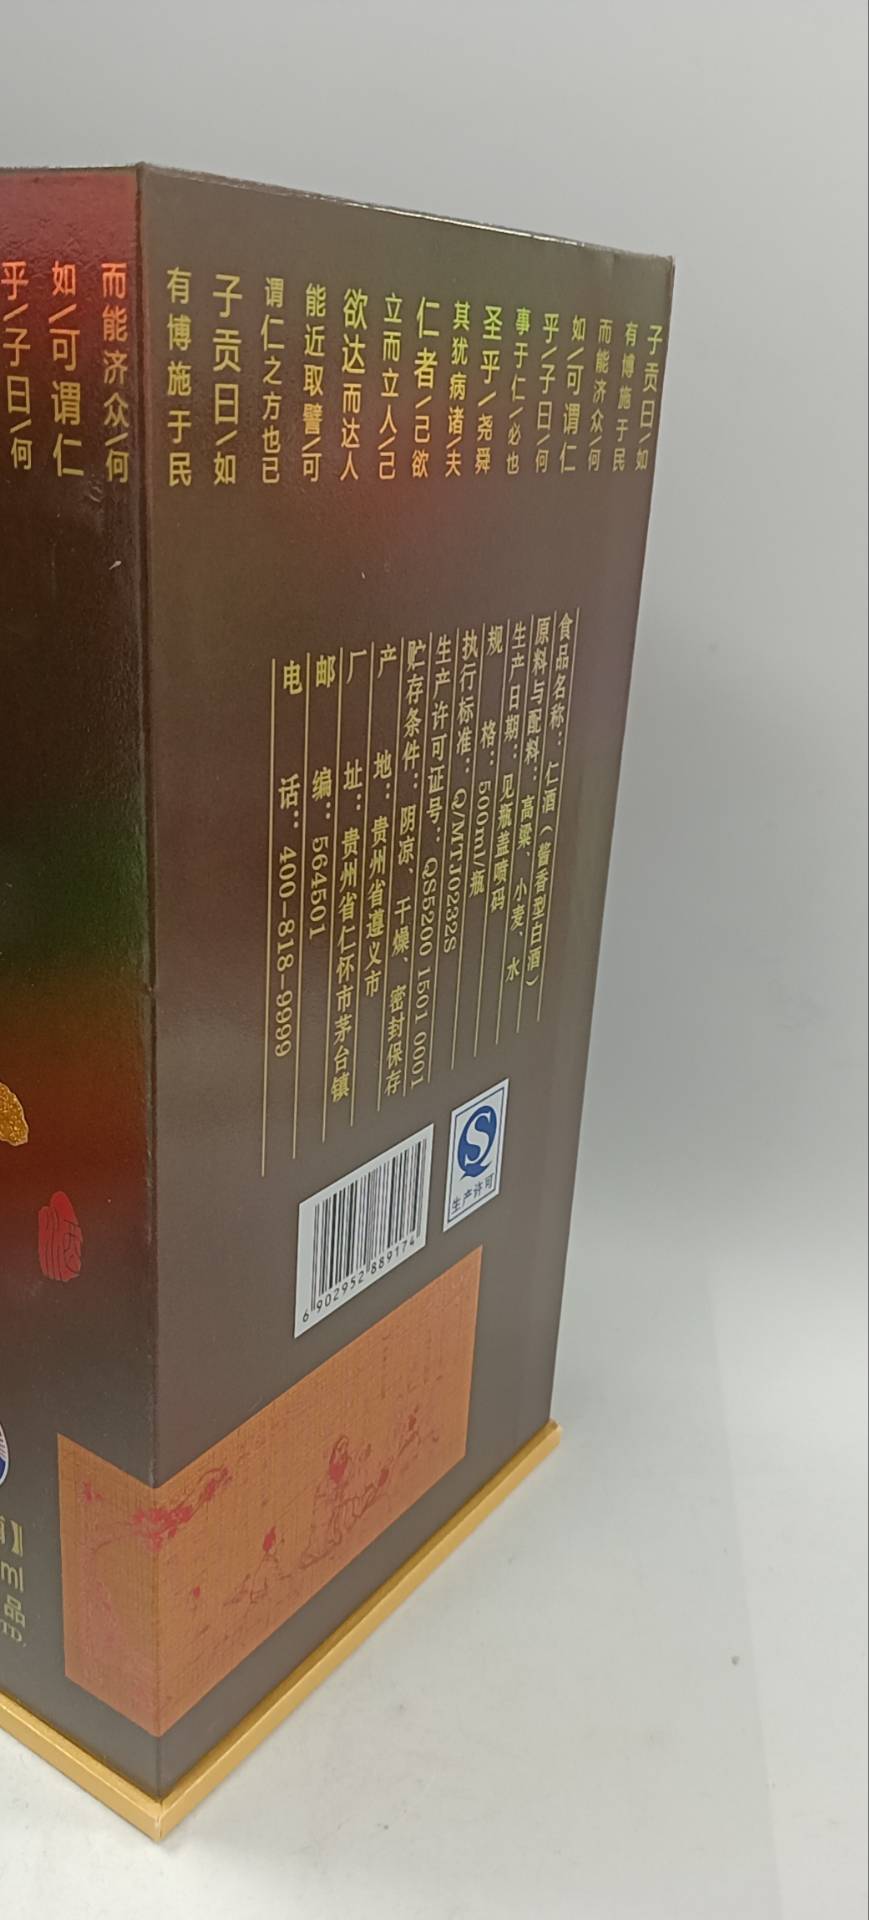 子贡曰\如
有博施于民
而能济众\何
如\可谓仁
乎\子曰\何
事于仁\必也
圣乎\尧舜
其犹病诸\夫
仁者\己欲
立而立人\己
欲达而达人
能近取譬\可
谓仁之方也已
子贡曰\如
有博施于民
而能济众\何
如\可谓仁
乎\子曰\何
食品名称：仁酒（酱香型白酒）
原料与配料：高粱、小麦、水
生产日期：见瓶盖喷码
规格：500ml/瓶
执行标准：Q/MTJ0232S
生产许可证号：QS5200 1501 0001
贮存条件：阴凉、干燥、密封保存
产地：贵州省遵义市
厂址：贵州省仁怀市茅台镇
邮编：564501
电话：400-818-9999
生产许可
6 902952 889174
酒
ml
品
TD.